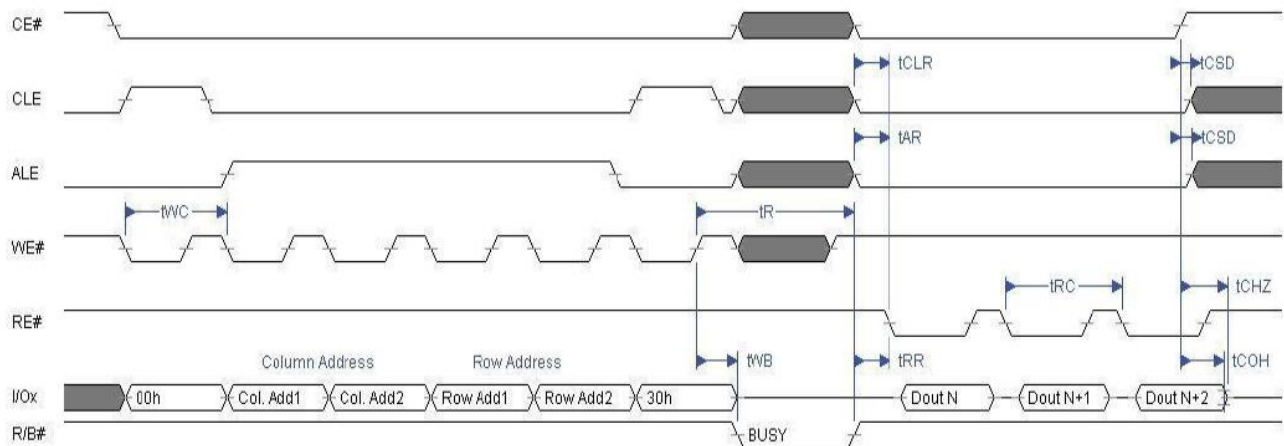 CE#
tCLR
tCSD
CLE
tAR
tCSD
ALE
tWC
tR
WE#
tRC
tCHZ
RE#
Column Address
Row Address
tWB
tRR
tCOH
I/Ox
00h
Col. Add1
Col. Add2
Row Add1
Row Add2
30h
Dout N
Dout N+1
Dout N+2
R/B#
BUSY